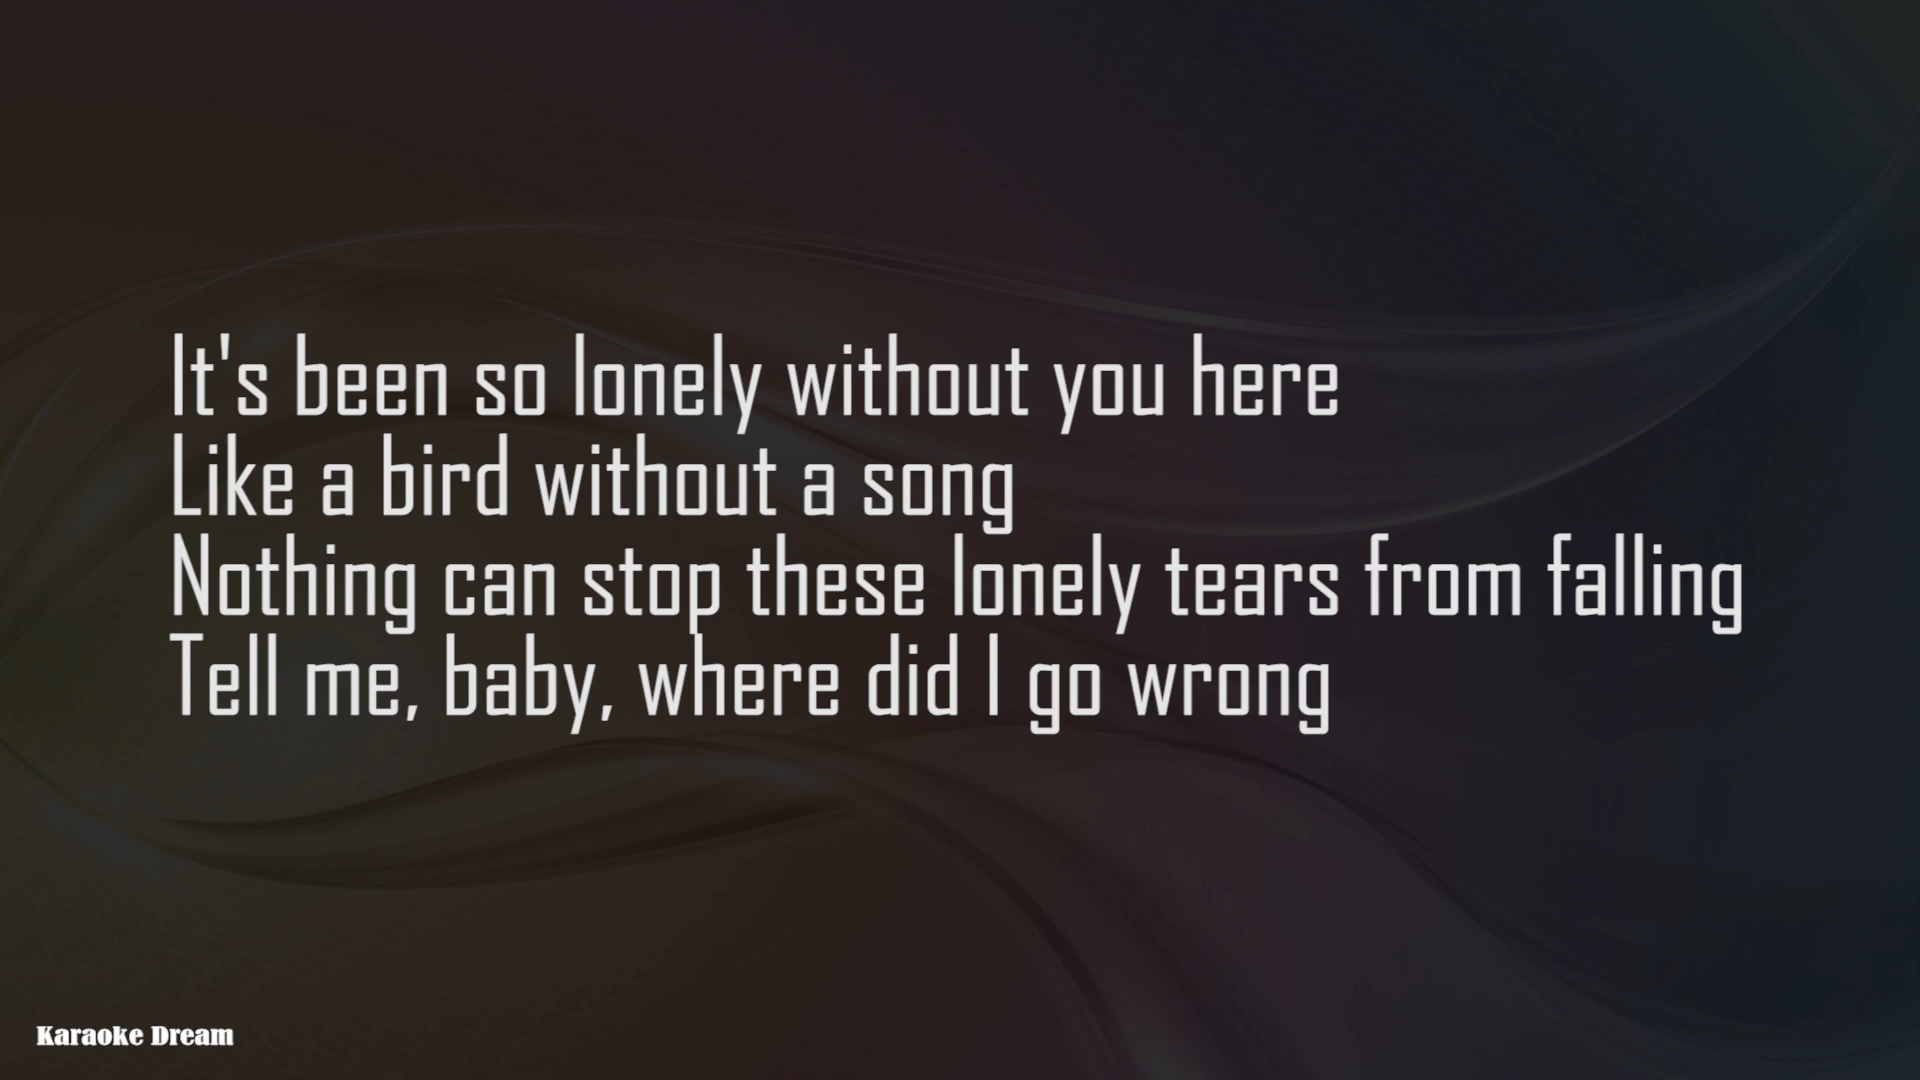 It's been so lonely without you here
Like a bird without a song
Nothing can stop these lonely tears from falling
Tell me, baby, where did I go wrong
Karaoke Dream